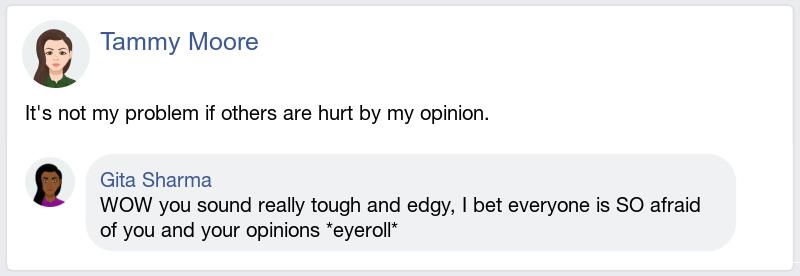 Tammy Moore
It's not my problem if others are hurt by my opinion.
Gita Sharma
WOW you sound really tough and edgy, I bet everyone is SO afraid
of you and your opinions *eyeroll*